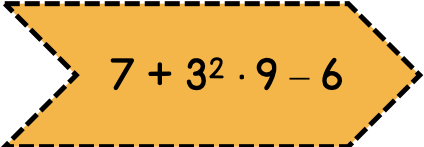 7 + 3² · 9 – 6